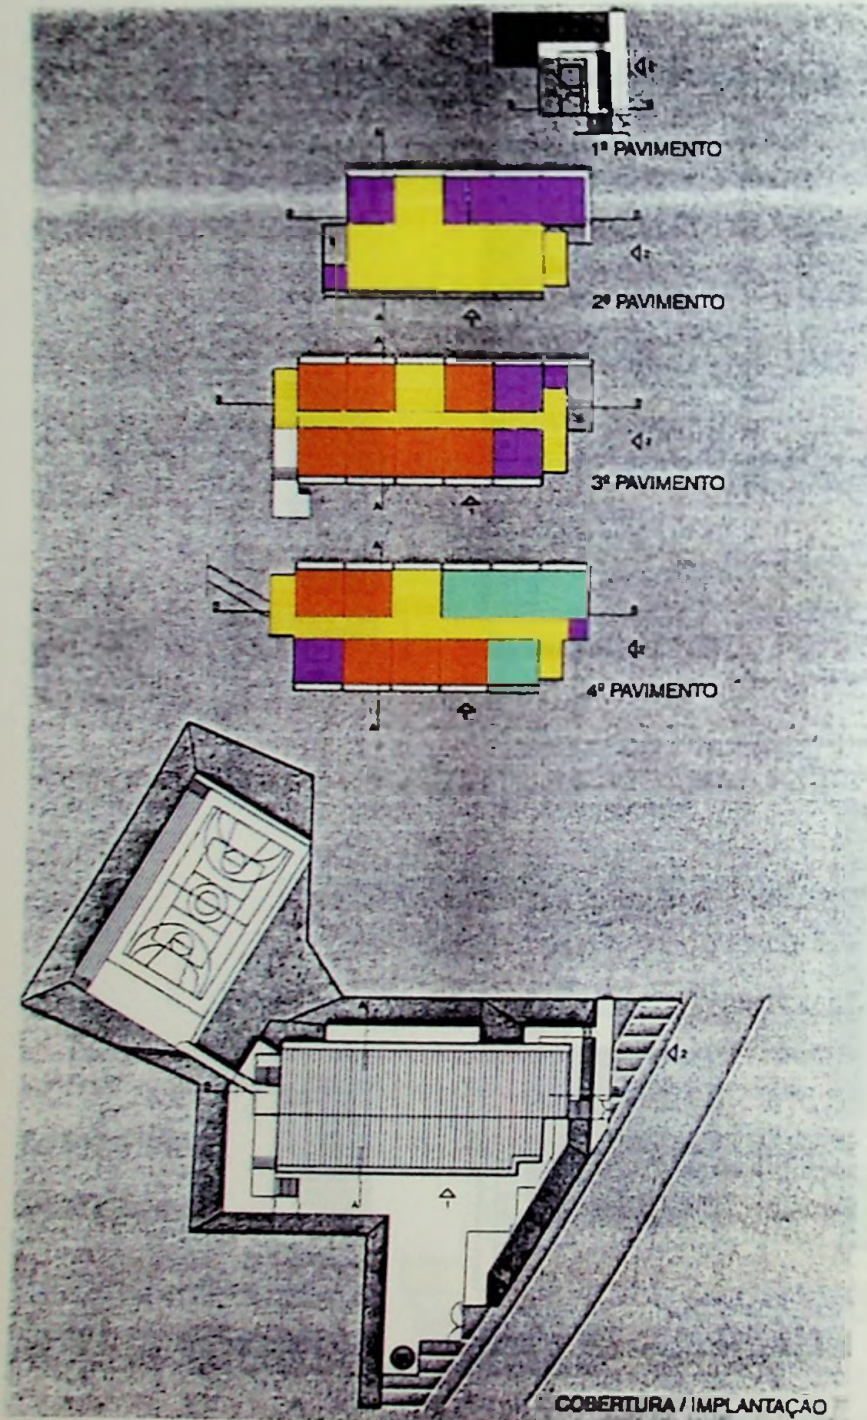 1º PAVIMENTO
2º PAVIMENTO
3º PAVIMENTO
4º PAVIMENTO
COBERTURA / IMPLANTAÇÃO